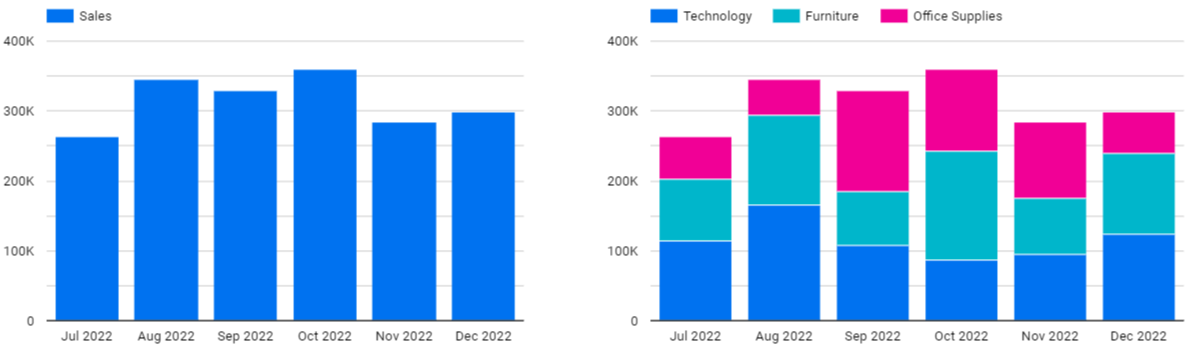 Sales
400K
300K
200K
100K
0
Jul 2022 Aug 2022 Sep 2022 Oct 2022 Nov 2022 Dec 2022
Technology Furniture Office Supplies
400K
300K
200K
100K
0
Jul 2022 Aug 2022 Sep 2022 Oct 2022 Nov 2022 Dec 2022